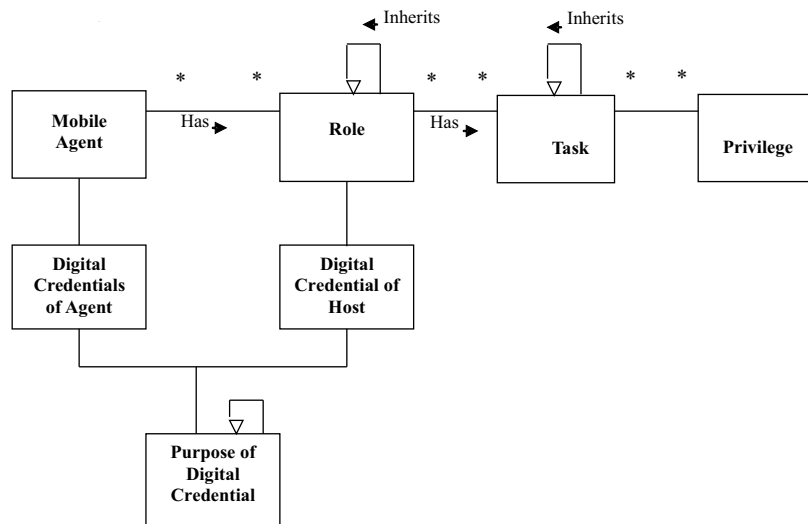 Inherits
Inherits
* * * * * *
Mobile
Agent
Has
Role
Has
Task
Privilege
Digital
Credentials
of Agent
Digital
Credential of
Host
Purpose of
Digital
Credential